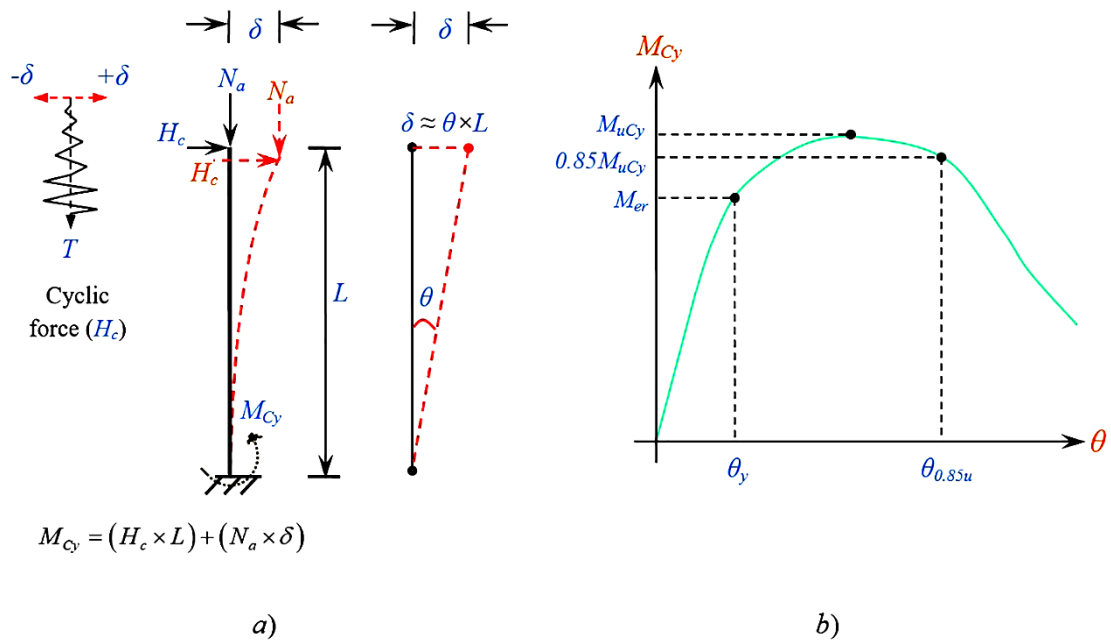 δ
δ
-δ
+δ
N_a
N_a
H_c
H_c
δ ≈ θ×L
T
Cyclic
force (H_c)
L
θ
M_Cy
M_Cy = (H_c × L) + (N_a × δ)
a)
M_Cy
M_uCy
0.85M_uCy
M_er
θ
θ_y
θ_0.85u
b)